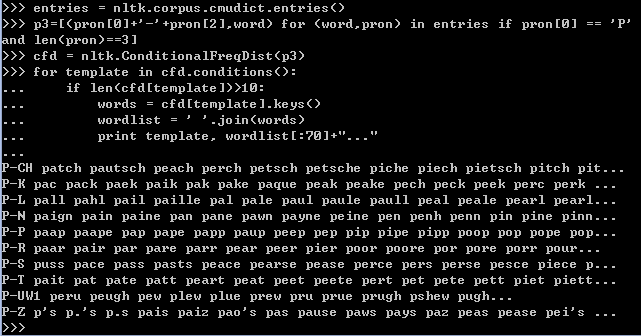 >>> entries = nltk.corpus.cmudict.entries()
>>> p3=[(pron[0]+'-'+pron[2],word) for (word,pron) in entries if pron[0] == 'P'
and len(pron)==3]
>>> cfd = nltk.ConditionalFreqDist(p3)
>>> for template in cfd.conditions():
...     if len(cfd[template])>10:
...         words = cfd[template].keys()
...         wordlist = ' '.join(words)
...         print template, wordlist[:70]+"..."
...
P-CH patch pautsch peach perch petsch petsche piche piech pietsch pitch pit...
P-K pac pack paek paik pak pake paque peak peake pech peck peek perc perk ...
P-L pall pahl pail paille pal pale paul paule paull peal peale pearl pearl...
P-N paign pain paine pan pane pawn payne peine pen penh penn pin pine pinn...
P-P paap paape pap pape papp paup peep pep pip pipe pipp poop pop pope pop...
P-R paar pair par pare parr pear peer pier poor poore por pore porr pour...
P-S puss pace pass pasts peace pearse pease perce pers perse pesce piece p...
P-T pait pat pate patt peart peat peet peete pert pet pete pett piet piett...
P-UW1 peru peugh pew plew plue prew pru prue prugh pshew pugh...
P-Z p's p.'s p.s pais paiz pao's pas pause paws pays paz peas pease pei's ...
>>>